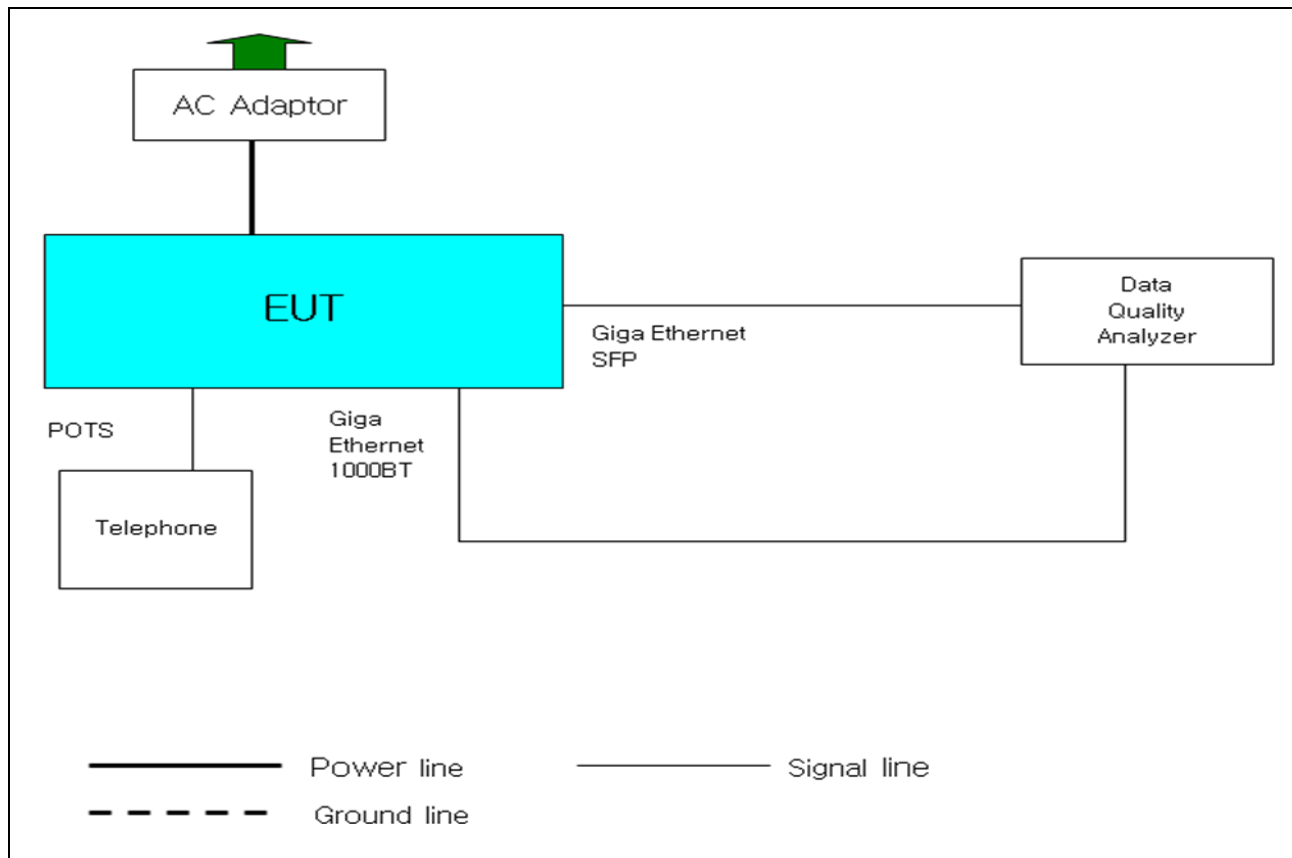 AC Adaptor
EUT
Giga Ethernet
SFP
Data
Quality
Analyzer
POTS
Giga
Ethernet
1000BT
Telephone
Power line
Signal line
Ground line